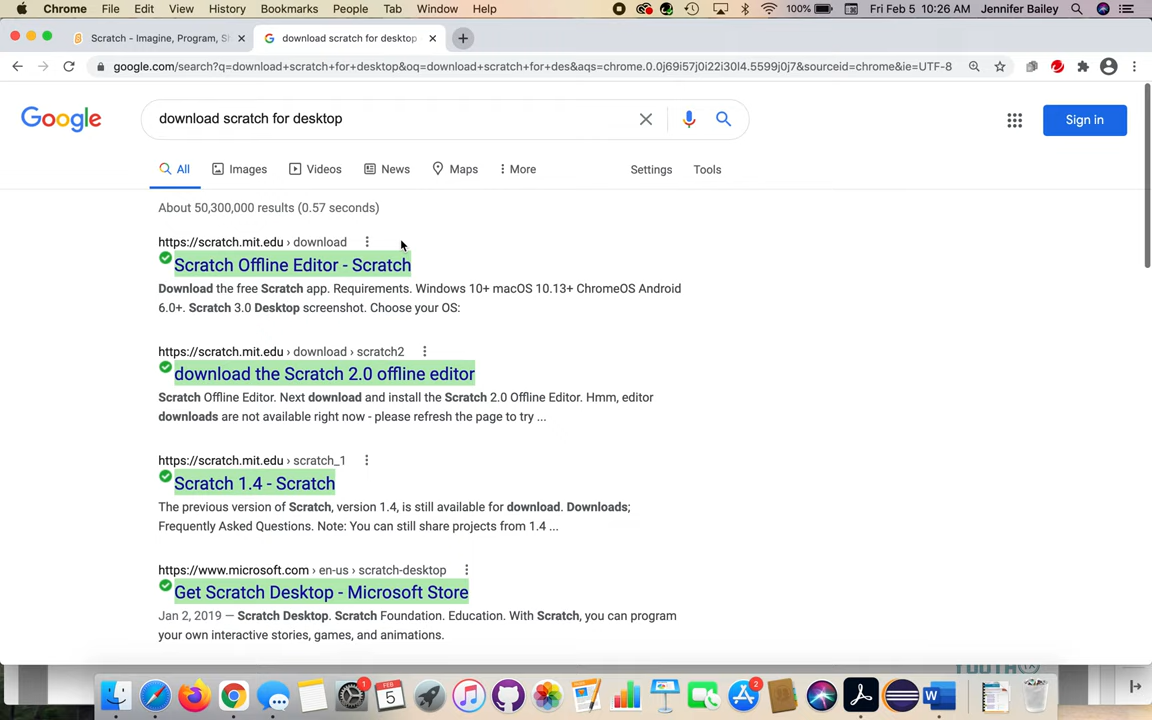 Chrome File Edit View History Bookmarks People Tab Window Help 100% Fri Feb 5 10:26 AM Jennifer Bailey
Scratch - Imagine, Program, Sh
download scratch for desktop
google.com/search?q=download+scratch+for+desktop&oq=download+scratch+for+des&aqs=chrome.0.0j69i57j0i22i30l4.5599j0j7&sourceid=chrome&ie=UTF-8
Google
download scratch for desktop
Sign in
All Images Videos News Maps More Settings Tools
About 50,300,000 results (0.57 seconds)
https://scratch.mit.edu › download
Scratch Offline Editor - Scratch
Download the free Scratch app. Requirements. Windows 10+ macOS 10.13+ ChromeOS Android
6.0+. Scratch 3.0 Desktop screenshot. Choose your OS:
https://scratch.mit.edu › download › scratch2
download the Scratch 2.0 offline editor
Scratch Offline Editor. Next download and install the Scratch 2.0 Offline Editor. Hmm, editor
downloads are not available right now - please refresh the page to try ...
https://scratch.mit.edu › scratch_1
Scratch 1.4 - Scratch
The previous version of Scratch, version 1.4, is still available for download. Downloads;
Frequently Asked Questions. Note: You can still share projects from 1.4 ...
https://www.microsoft.com › en-us › scratch-desktop
Get Scratch Desktop - Microsoft Store
Jan 2, 2019 — Scratch Desktop. Scratch Foundation. Education. With Scratch, you can program
your own interactive stories, games, and animations.
1
FEB
5
2
W